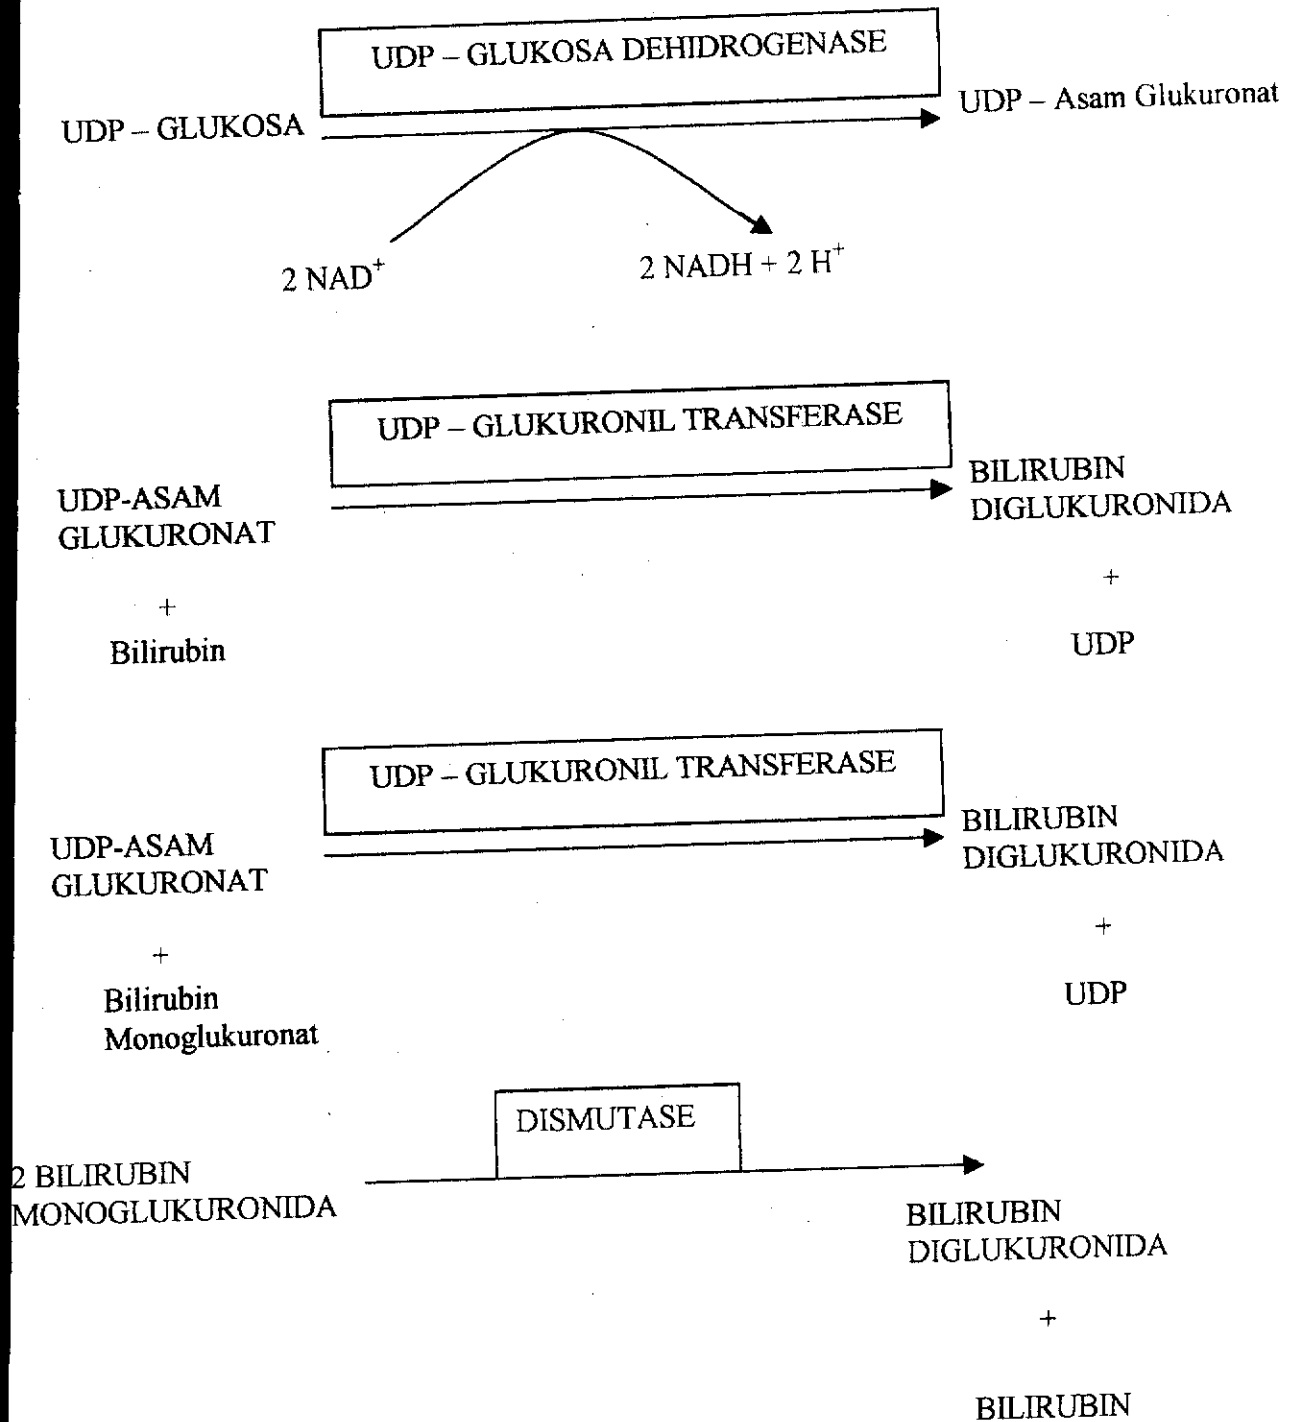 UDP – GLUKOSA DEHIDROGENASE
UDP – GLUKOSA
UDP – Asam Glukuronat
2 NAD⁺
2 NADH + 2 H⁺
UDP – GLUKURONIL TRANSFERASE
UDP-ASAM
GLUKURONAT
+
Bilirubin
BILIRUBIN
DIGLUKURONIDA
+
UDP
UDP – GLUKURONIL TRANSFERASE
UDP-ASAM
GLUKURONAT
+
Bilirubin
Monoglukuronat
BILIRUBIN
DIGLUKURONIDA
+
UDP
DISMUTASE
2 BILIRUBIN
MONOGLUKURONIDA
BILIRUBIN
DIGLUKURONIDA
+
BILIRUBIN